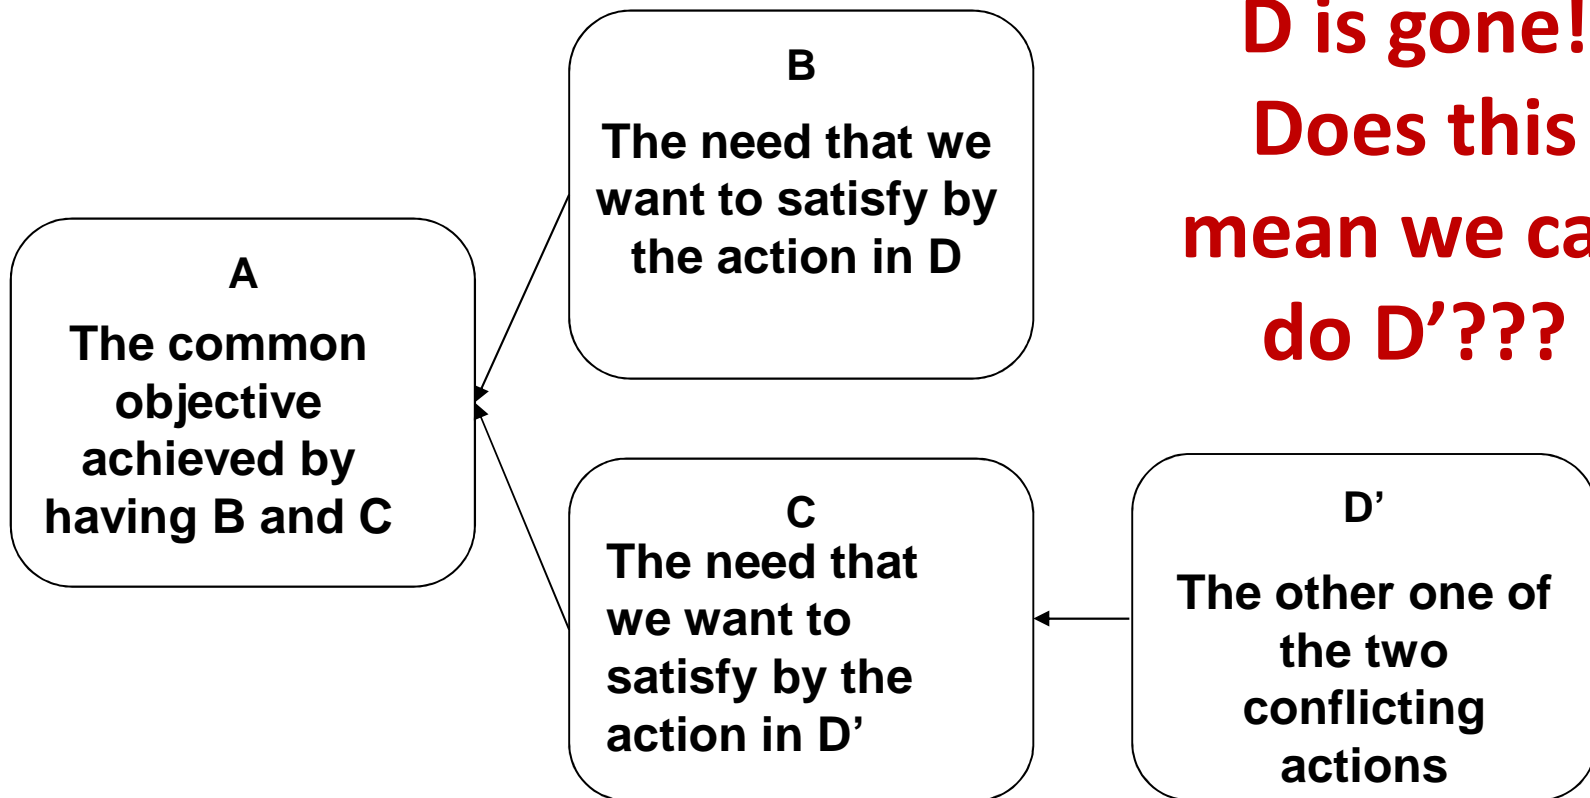 D is gone!
Does this
mean we ca
do D’???
B
The need that we
want to satisfy by
the action in D
A
The common
objective
achieved by
having B and C
C
The need that
we want to
satisfy by the
action in D’
D’
The other one of
the two
conflicting
actions